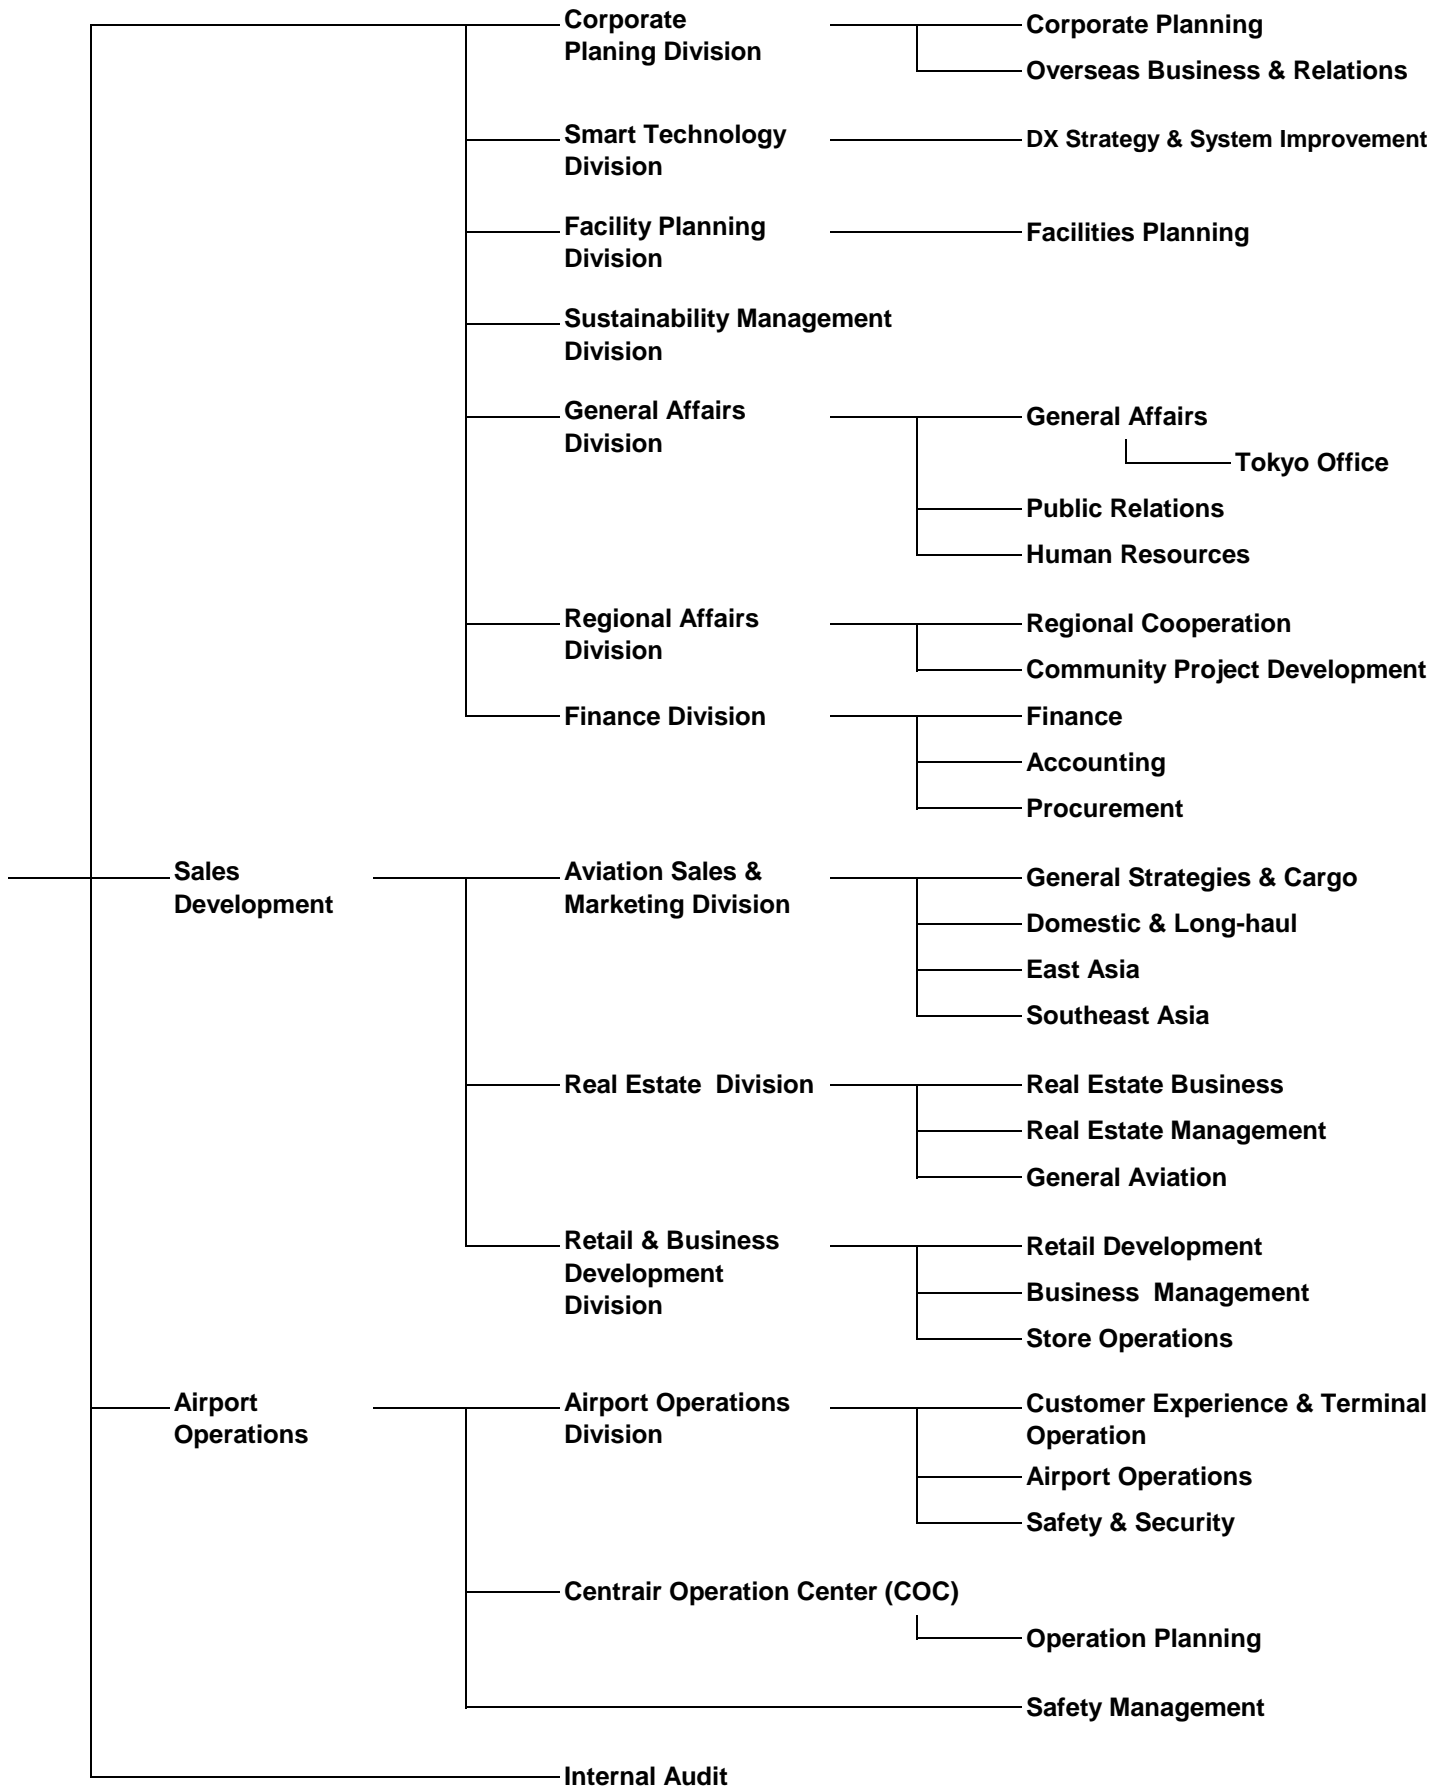 Corporate
Planing Division
Corporate Planning
Overseas Business & Relations
Smart Technology
Division
DX Strategy & System Improvement
Facility Planning
Division
Facilities Planning
Sustainability Management
Division
General Affairs
Division
General Affairs
Tokyo Office
Public Relations
Human Resources
Regional Affairs
Division
Regional Cooperation
Community Project Development
Finance Division
Finance
Accounting
Procurement
Sales
Development
Aviation Sales &
Marketing Division
General Strategies & Cargo
Domestic & Long-haul
East Asia
Southeast Asia
Real Estate  Division
Real Estate Business
Real Estate Management
General Aviation
Retail & Business
Development
Division
Retail Development
Business  Management
Store Operations
Airport
Operations
Airport Operations
Division
Customer Experience & Terminal
Operation
Airport Operations
Safety & Security
Centrair Operation Center (COC)
Operation Planning
Safety Management
Internal Audit